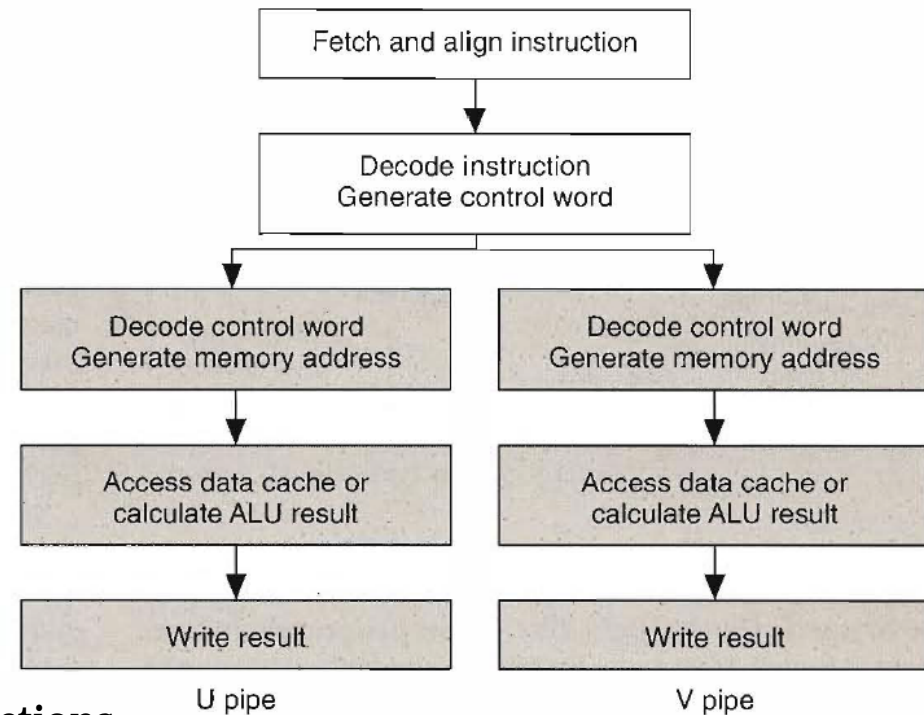 Fetch and align instruction
Decode instruction
Generate control word
Decode control word
Generate memory address
Decode control word
Generate memory address
Access data cache or
calculate ALU result
Access data cache or
calculate ALU result
Write result
Write result
U pipe
V pipe